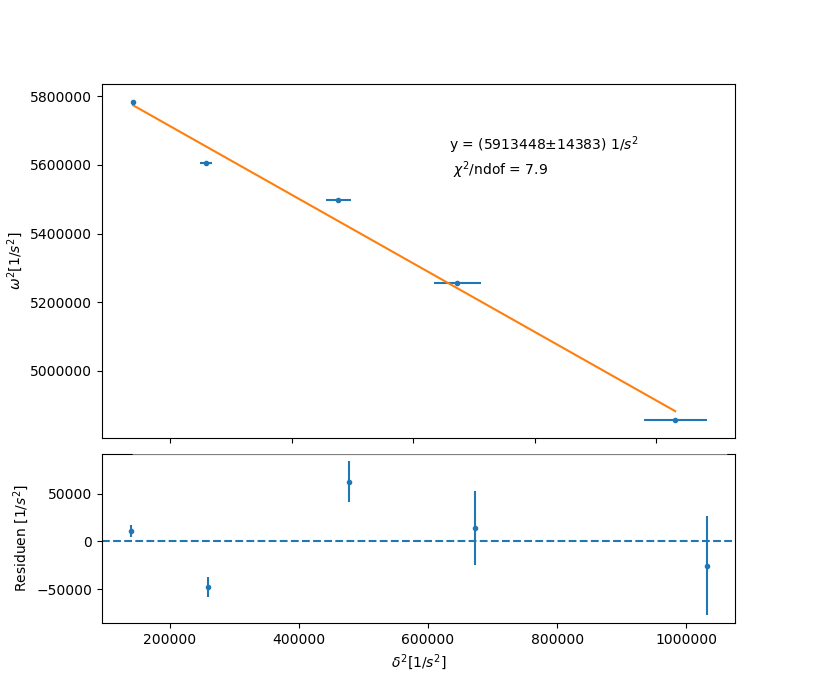 5800000
5600000
5400000
5200000
5000000
ω²[1/s²]
y = (5913448±14383) 1/s²
χ²/ndof = 7.9
50000
0
−50000
Residuen [1/s²]
200000 400000 600000 800000 1000000
δ²[1/s²]